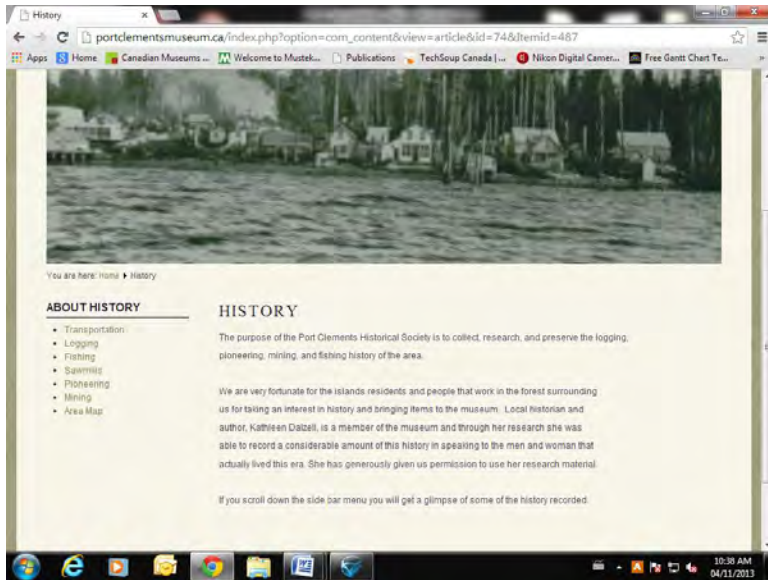 History
portclementsmuseum.ca/index.php?option=com_content&view=article&id=74&Itemid=487
Apps Home Canadian Museums ... Welcome to Mustek... Publications TechSoup Canada | ... Nikon Digital Camer... Free Gantt Chart Te...
You are here: Home History
ABOUT HISTORY
Transportation
Logging
Fishing
Sawmills
Pioneering
Mining
Area Map
HISTORY
The purpose of the Port Clements Historical Society is to collect, research, and preserve the logging,
pioneering, mining, and fishing history of the area.
We are very fortunate for the islands residents and people that work in the forest surrounding
us for taking an interest in history and bringing items to the museum. Local historian and
author, Kathleen Dalzell, is a member of the museum and through her research she was
able to record a considerable amount of this history in speaking to the men and woman that
actually lived this era. She has generously given us permission to use her research material.
If you scroll down the side bar menu you will get a glimpse of some of the history recorded.
10:38 AM
04/11/2013